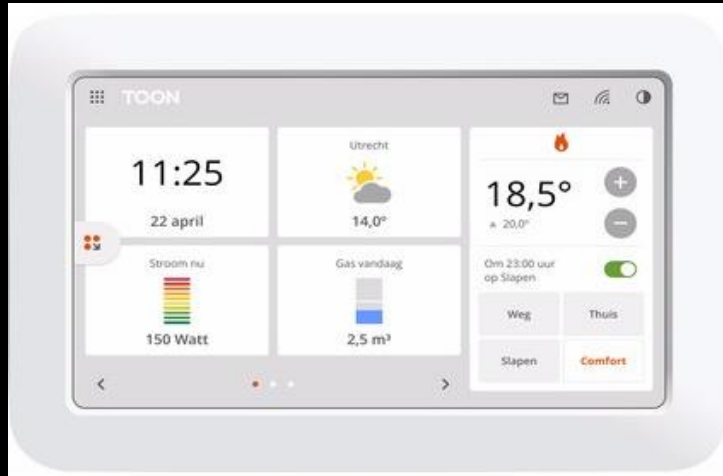 TOON
11:25
22 april
Utrecht
14,0°
Stroom nu
150 Watt
Gas vandaag
2,5 m³
18,5°
20,0°
Om 23:00 uur
op Slapen
Weg
Thuis
Slapen
Comfort